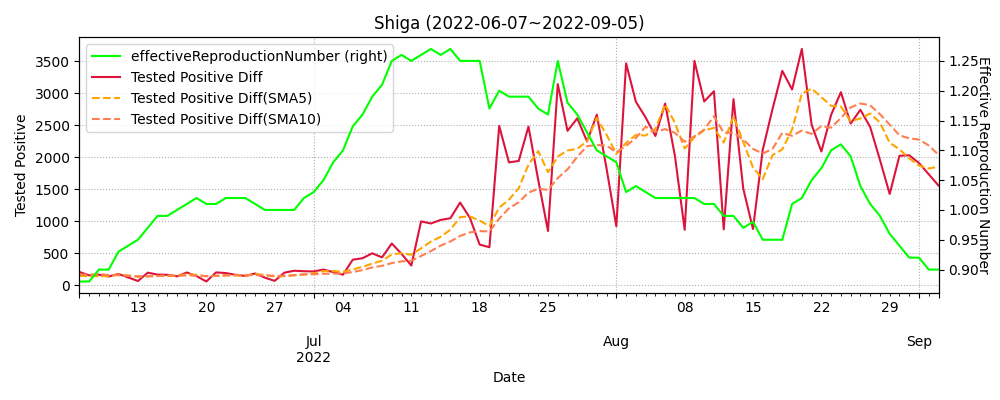 Shiga (2022-06-07~2022-09-05)
effectiveReproductionNumber (right)
Tested Positive Diff
Tested Positive Diff(SMA5)
Tested Positive Diff(SMA10)
Tested Positive
3500
3000
2500
2000
1500
1000
500
0
1.25
1.20
1.15
1.10
1.05
1.00
0.95
0.90
Effective Reproduction Number
13 20 27 04 11 18 25 08 15 22 29
Jul Aug Sep
2022
Date